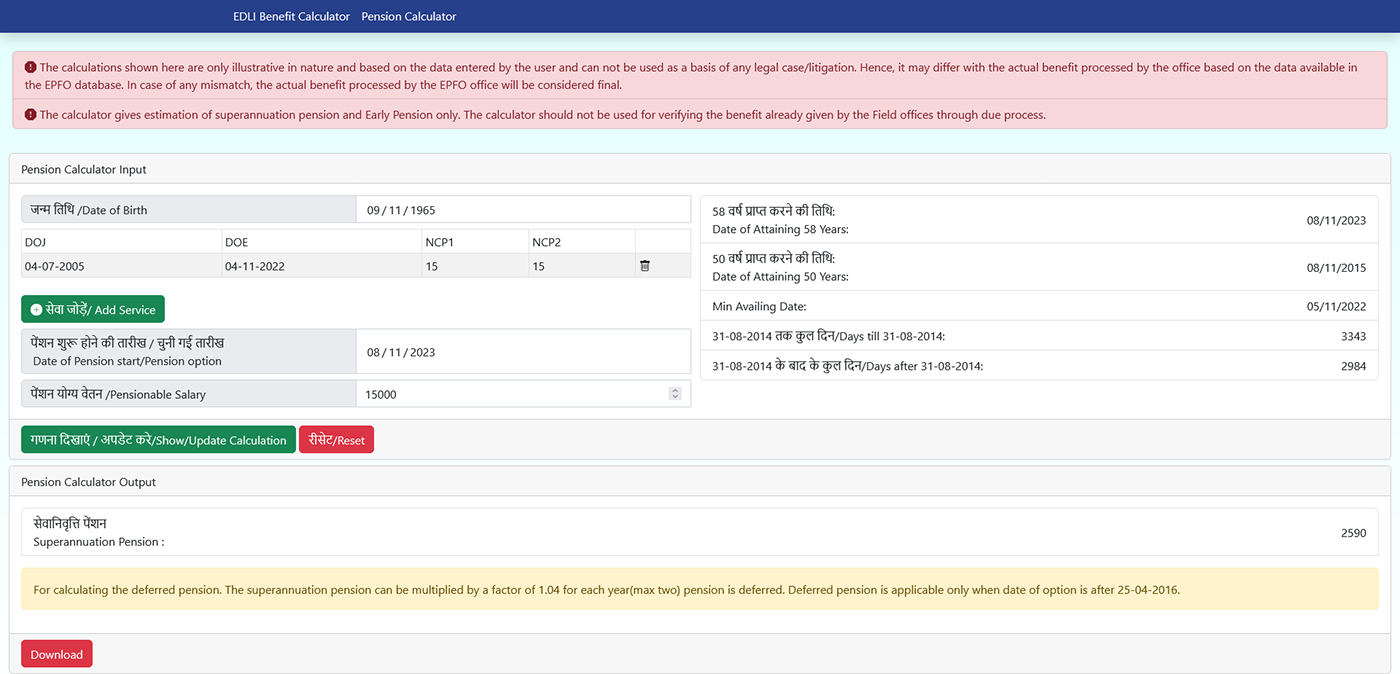 EDLI Benefit Calculator Pension Calculator
The calculations shown here are only illustrative in nature and based on the data entered by the user and can not be used as a basis of any legal case/litigation. Hence, it may differ with the actual benefit processed by the office based on the data available in
the EPFO database. In case of any mismatch, the actual benefit processed by the EPFO office will be considered final.
The calculator gives estimation of superannuation pension and Early Pension only. The calculator should not be used for verifying the benefit already given by the Field offices through due process.
Pension Calculator Input
जन्म तिथि /Date of Birth 09 / 11 / 1965
DOJ DOE NCP1 NCP2
04-07-2005 04-11-2022 15 15
सेवा जोड़ें/ Add Service
पेंशन शुरू होने की तारीख / चुनी गई तारीख
Date of Pension start/Pension option
08 / 11 / 2023
पेंशन योग्य वेतन /Pensionable Salary 15000
58 वर्ष प्राप्त करने की तिथि:
Date of Attaining 58 Years:
08/11/2023
50 वर्ष प्राप्त करने की तिथि:
Date of Attaining 50 Years:
08/11/2015
Min Availing Date: 05/11/2022
31-08-2014 तक कुल दिन/Days till 31-08-2014: 3343
31-08-2014 के बाद के कुल दिन/Days after 31-08-2014: 2984
गणना दिखाएं / अपडेट करे/Show/Update Calculation रीसेट/Reset
Pension Calculator Output
सेवानिवृत्ति पेंशन
Superannuation Pension :
2590
For calculating the deferred pension. The superannuation pension can be multiplied by a factor of 1.04 for each year(max two) pension is deferred. Deferred pension is applicable only when date of option is after 25-04-2016.
Download